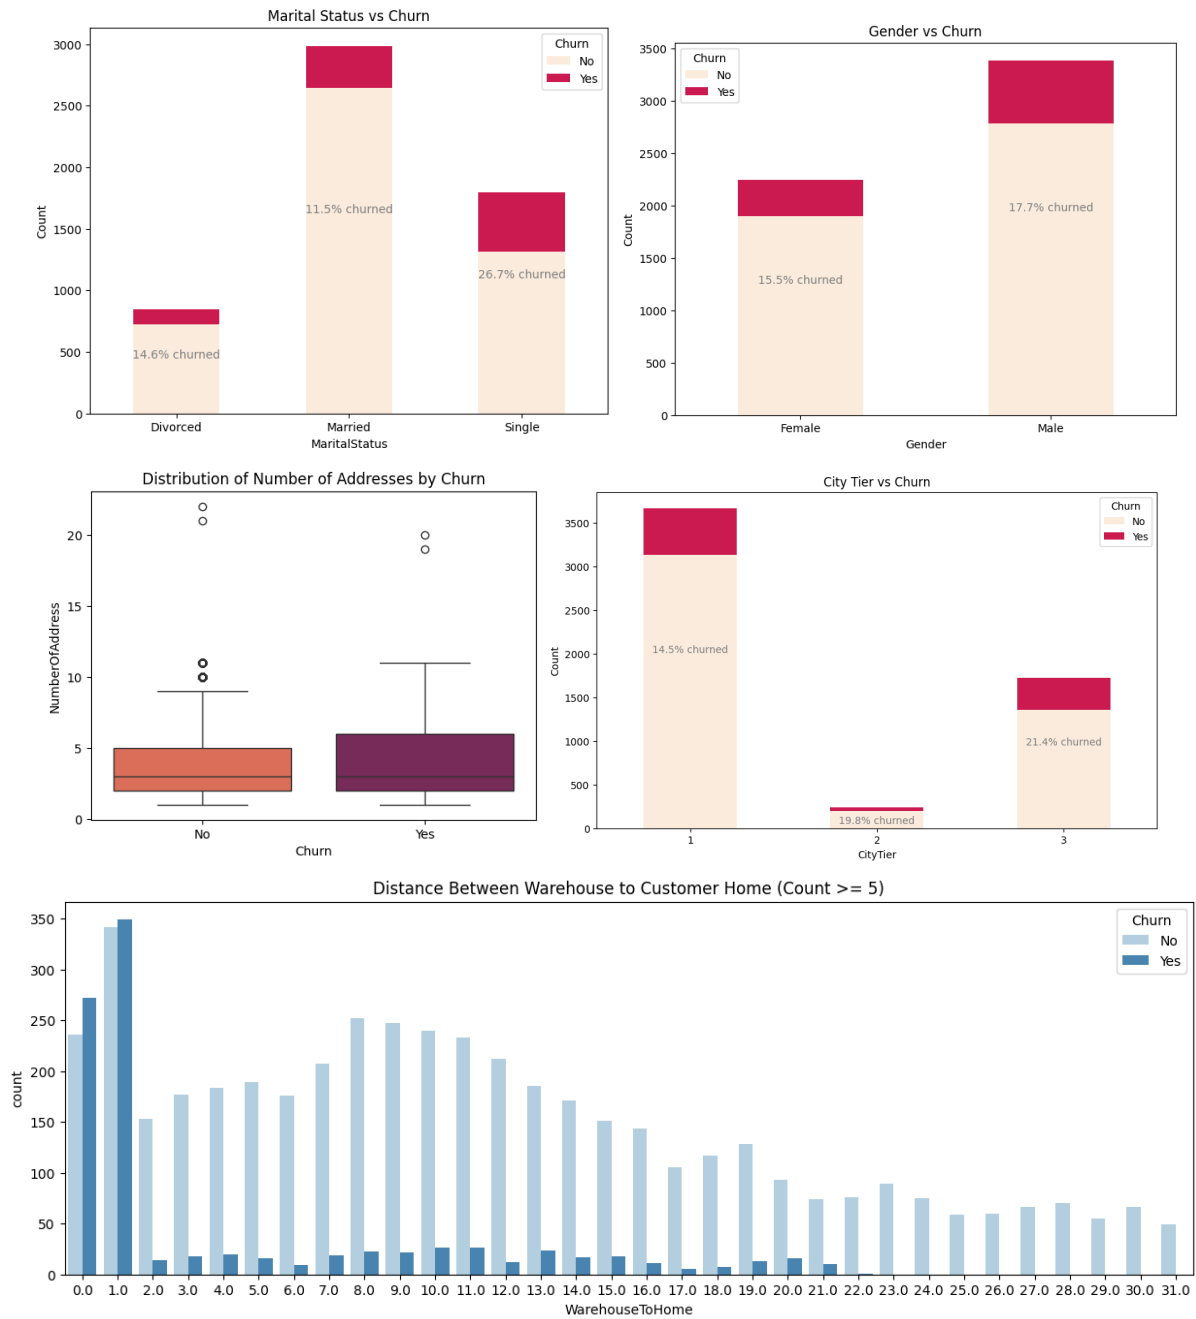 Marital Status vs Churn
Churn
No
Yes
3000
2500
2000
1500
1000
500
0
Count
11.5% churned
26.7% churned
14.6% churned
Divorced Married Single
MaritalStatus
Gender vs Churn
Churn
No
Yes
3500
3000
2500
2000
1500
1000
500
0
Count
17.7% churned
15.5% churned
Female Male
Gender
Distribution of Number of Addresses by Churn
20
15
10
5
0
NumberOfAddress
No Yes
Churn
City Tier vs Churn
Churn
No
Yes
3500
3000
2500
2000
1500
1000
500
0
Count
14.5% churned
21.4% churned
19.8% churned
1 2 3
CityTier
Distance Between Warehouse to Customer Home (Count >= 5)
Churn
No
Yes
350
300
250
200
150
100
50
0
count
0.0 1.0 2.0 3.0 4.0 5.0 6.0 7.0 8.0 9.0 10.0 11.0 12.0 13.0 14.0 15.0 16.0 17.0 18.0 19.0 20.0 21.0 22.0 23.0 24.0 25.0 26.0 27.0 28.0 29.0 30.0 31.0
WarehouseToHome